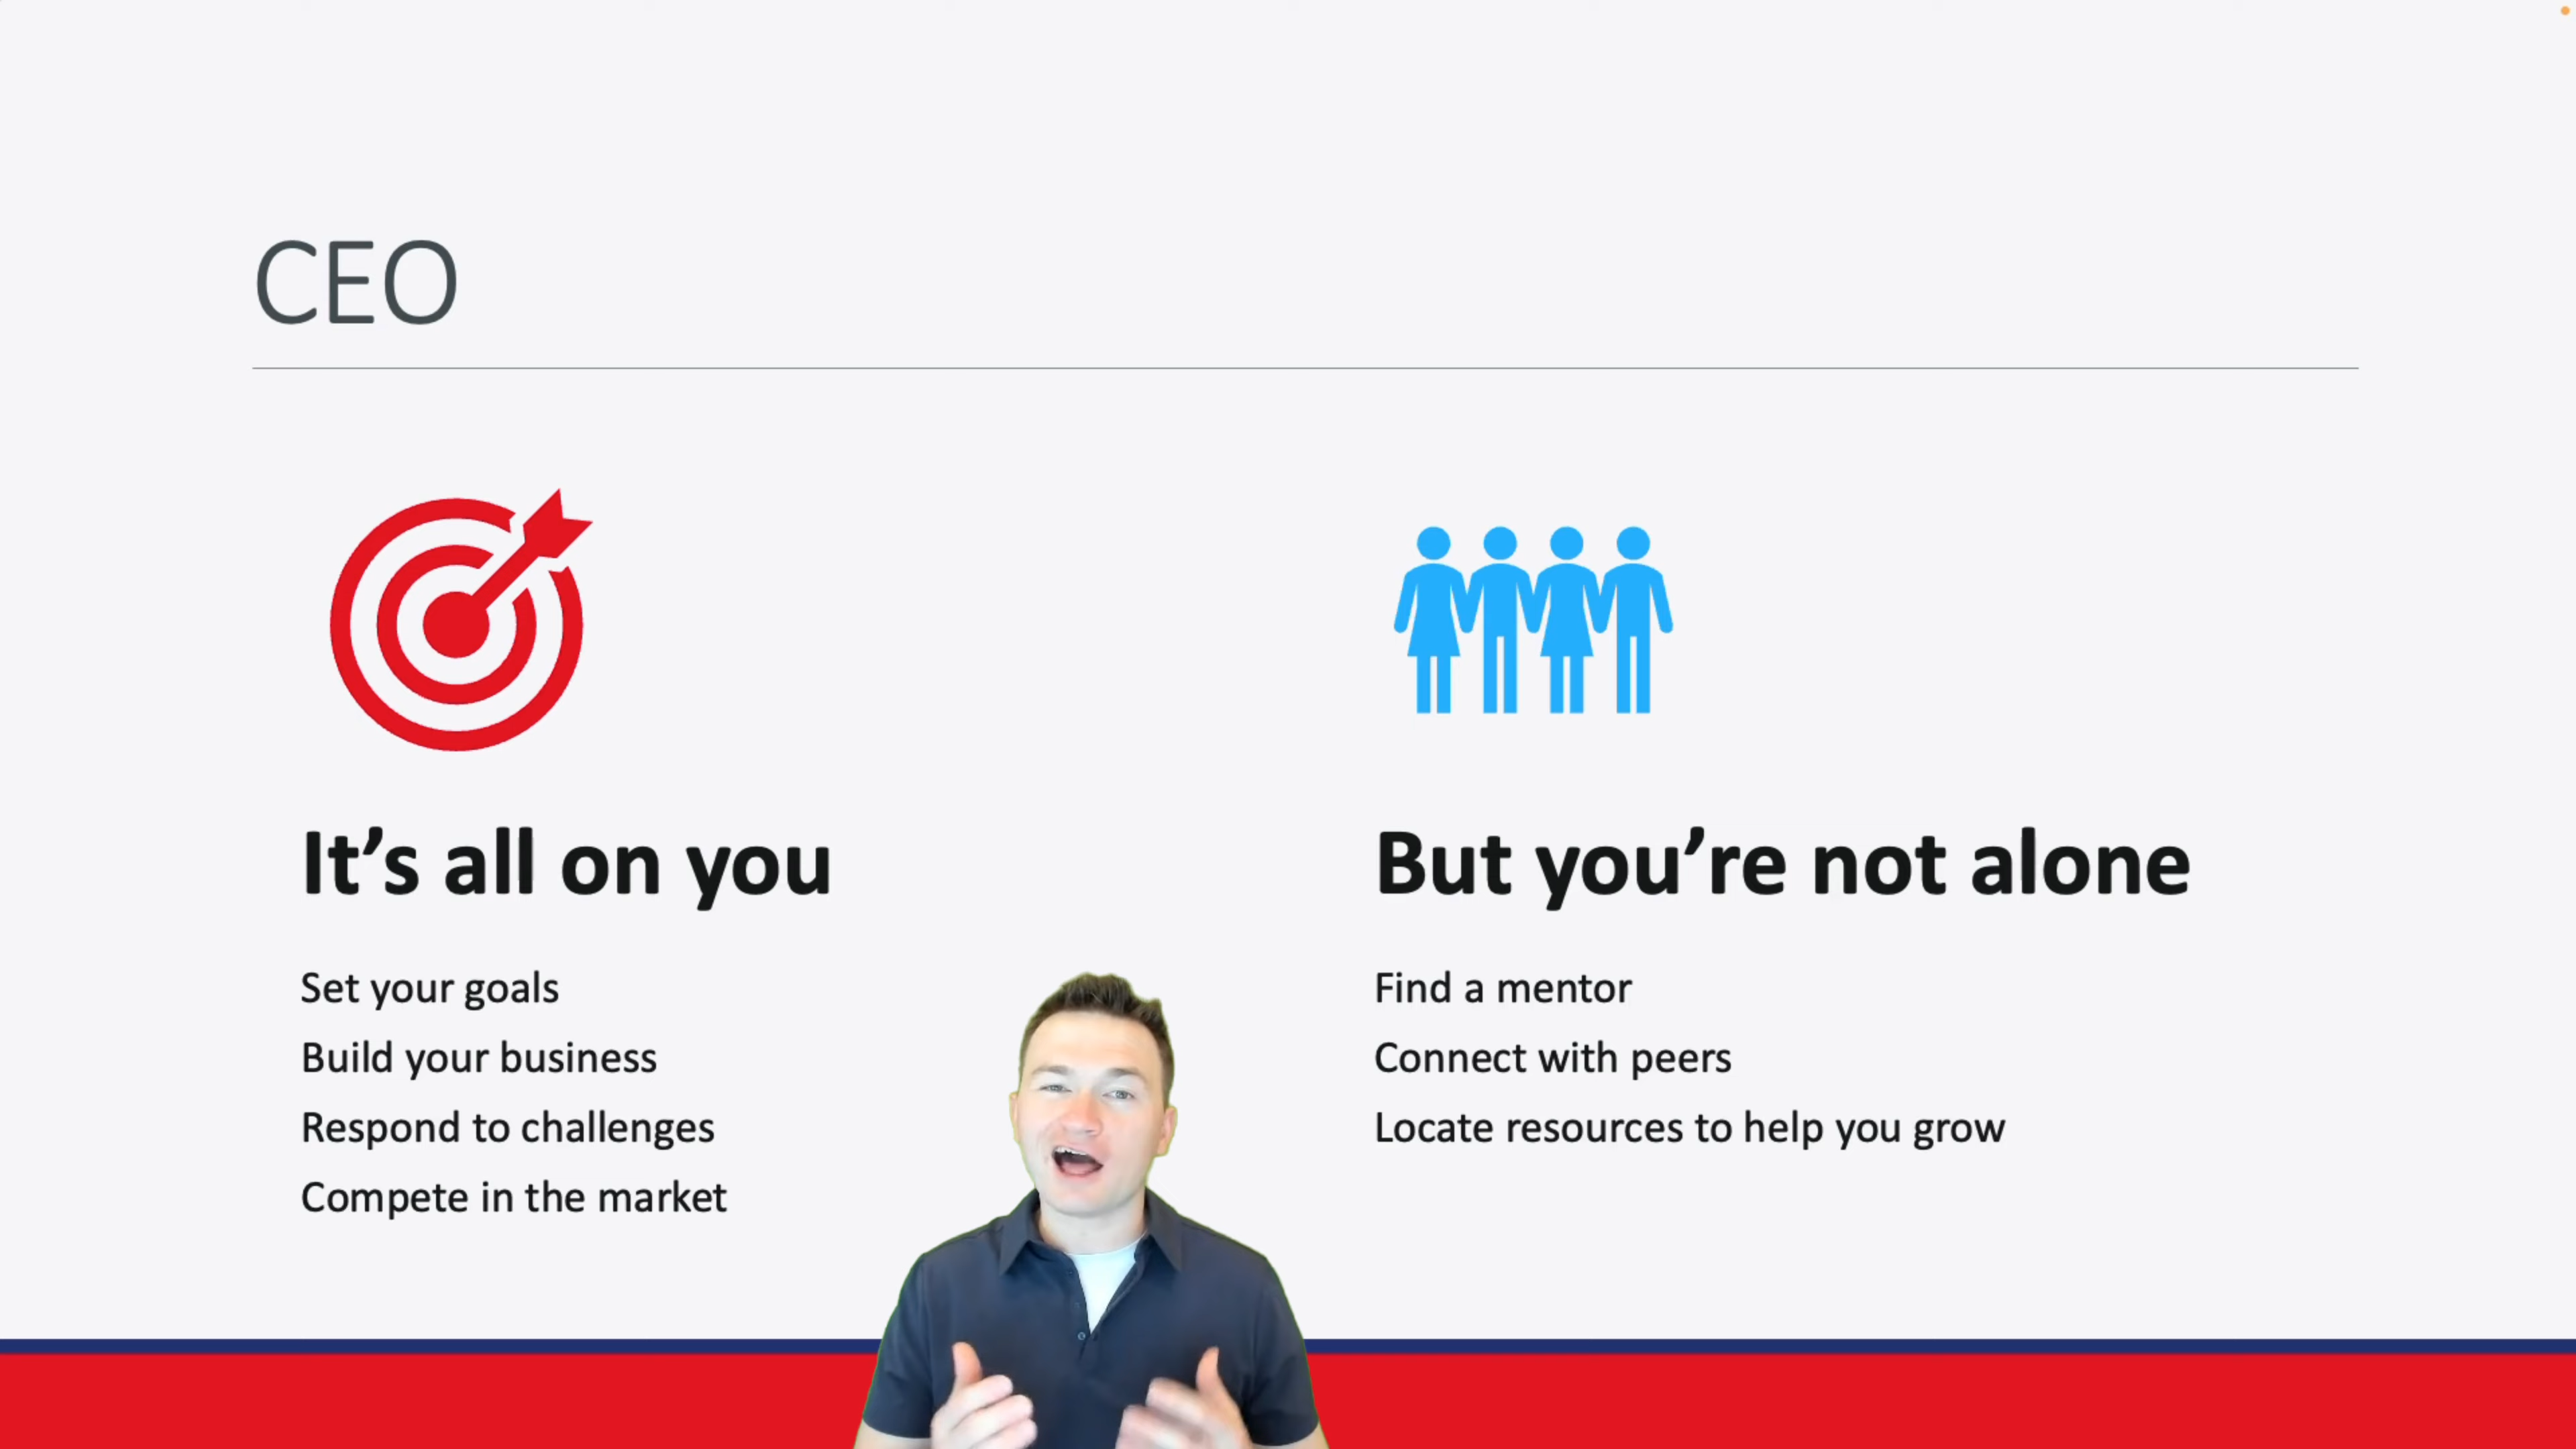 CEO
It’s all on you
Set your goals
Build your business
Respond to challenges
Compete in the market
But you’re not alone
Find a mentor
Connect with peers
Locate resources to help you grow